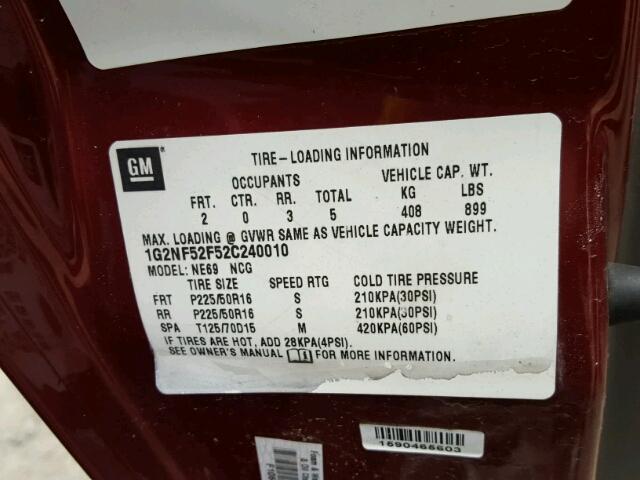 GM
TIRE-LOADING INFORMATION
OCCUPANTS VEHICLE CAP. WT.
FRT. CTR. RR. TOTAL KG LBS
2 0 3 5 408 899
MAX. LOADING @ GVWR SAME AS VEHICLE CAPACITY WEIGHT.
1G2NF52F52C240010
MODEL: NE69 NCG
TIRE SIZE SPEED RTG COLD TIRE PRESSURE
FRT P225/50R16 S 210KPA(30PSI)
RR P225/50R16 S 210KPA(30PSI)
SPA T125/70D15 M 420KPA(60PSI)
IF TIRES ARE HOT, ADD 28KPA(4PSI).
SEE OWNER'S MANUAL FOR MORE INFORMATION.
1590465603